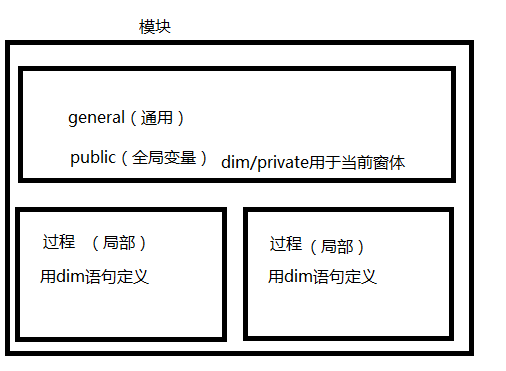 模块
general（通用）
public（全局变量） dim/private用于当前窗体
过程 （局部）
用dim语句定义
过程（局部）
用dim语句定义